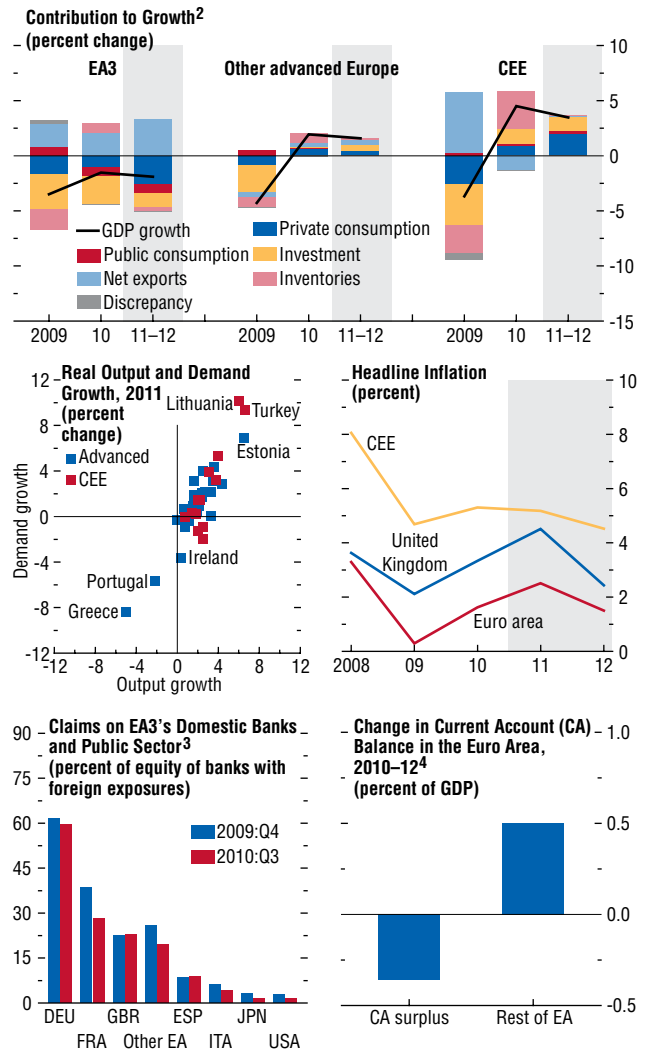 Contribution to Growth2
(percent change)
EA3
Other advanced Europe
CEE
10
5
0
-5
-10
-15
GDP growth
Public consumption
Net exports
Discrepancy
Private consumption
Investment
Inventories
2009 10 11–12 2009 10 11–12 2009 10 11–12
Real Output and Demand
Growth, 2011
(percent
change)
12
8
4
0
-4
-8
-12
Demand growth
Advanced
CEE
Lithuania
Turkey
Estonia
Ireland
Portugal
Greece
-12 -8 -4 0 4 8 12
Output growth
Headline Inflation
(percent)
10
8
6
4
2
0
CEE
United
Kingdom
Euro area
2008 09 10 11 12
Claims on EA3's Domestic Banks
and Public Sector3
(percent of equity of banks with
foreign exposures)
90
75
60
45
30
15
0
2009:Q4
2010:Q3
DEU GBR ESP JPN
FRA Other EA ITA USA
Change in Current Account (CA)
Balance in the Euro Area,
2010–124
(percent of GDP)
1.0
0.5
0.0
-0.5
CA surplus Rest of EA